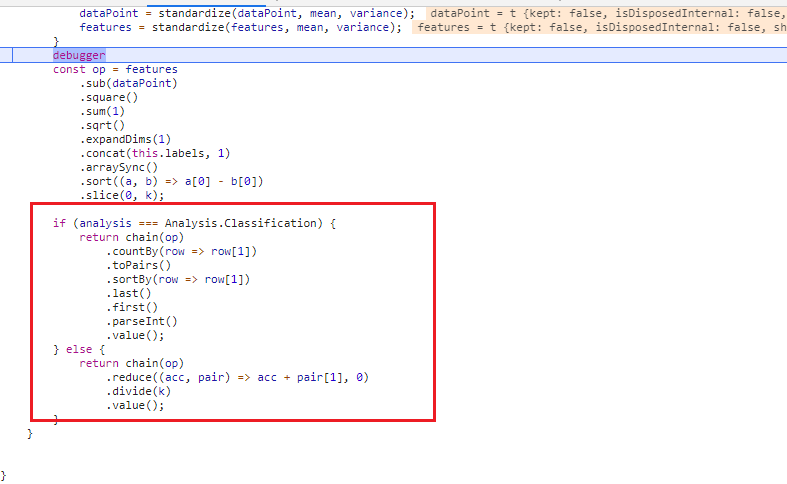 dataPoint = standardize(dataPoint, mean, variance); dataPoint = t {kept: false, isDisposedInternal: false,
features = standardize(features, mean, variance); features = t {kept: false, isDisposedInternal: false, sh
}
debugger
const op = features
.sub(dataPoint)
.square()
.sum(1)
.sqrt()
.expandDims(1)
.concat(this.labels, 1)
.arraySync()
.sort((a, b) => a[0] - b[0])
.slice(0, k);
if (analysis === Analysis.Classification) {
return chain(op)
.countBy(row => row[1])
.toPairs()
.sortBy(row => row[1])
.last()
.first()
.parseInt()
.value();
} else {
return chain(op)
.reduce((acc, pair) => acc + pair[1], 0)
.divide(k)
.value();
}
}
}